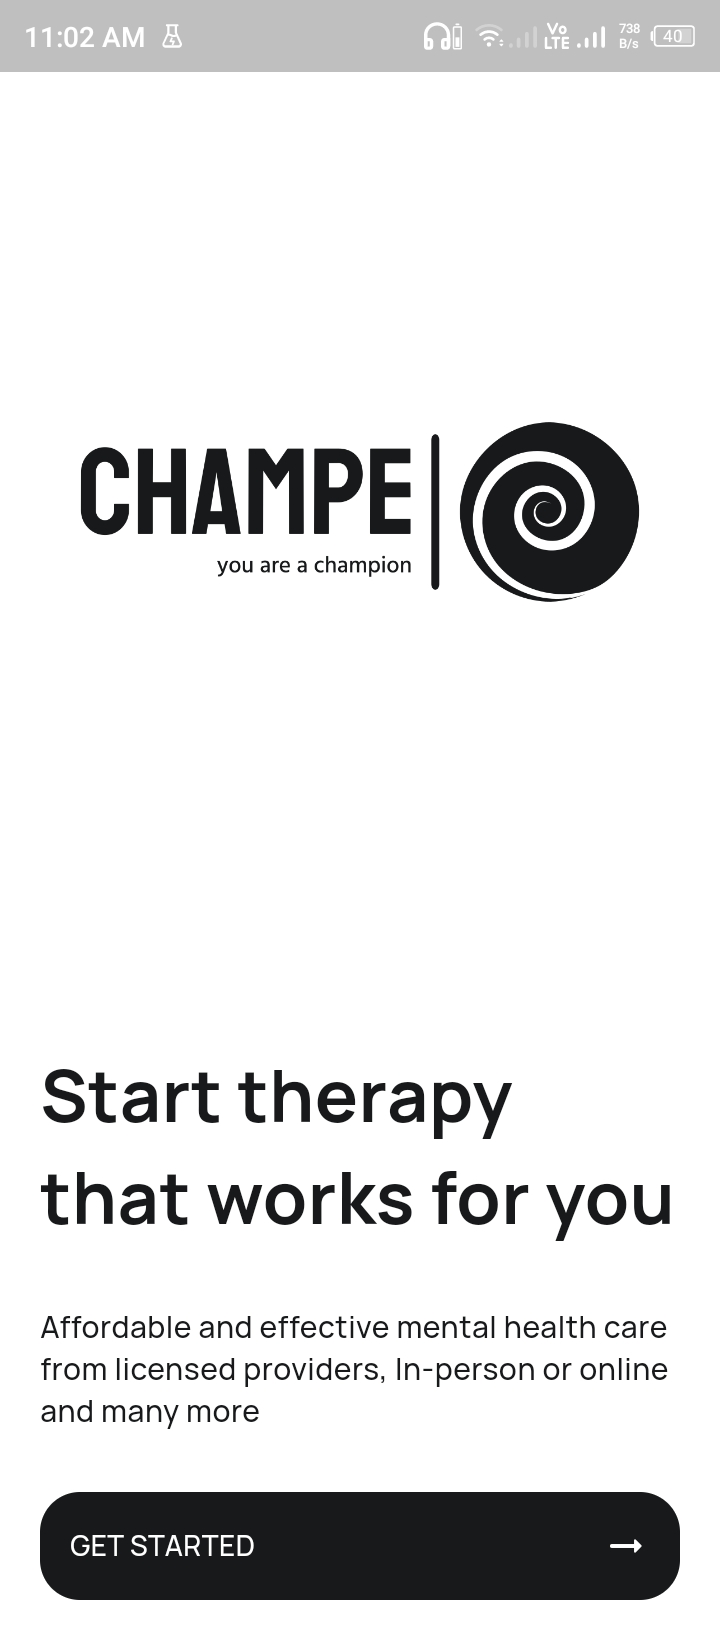 11:02 AM
Vo
LTE
738
B/s
40
CHAMPE
you are a champion
Start therapy
that works for you
Affordable and effective mental health care
from licensed providers, In-person or online
and many more
GET STARTED